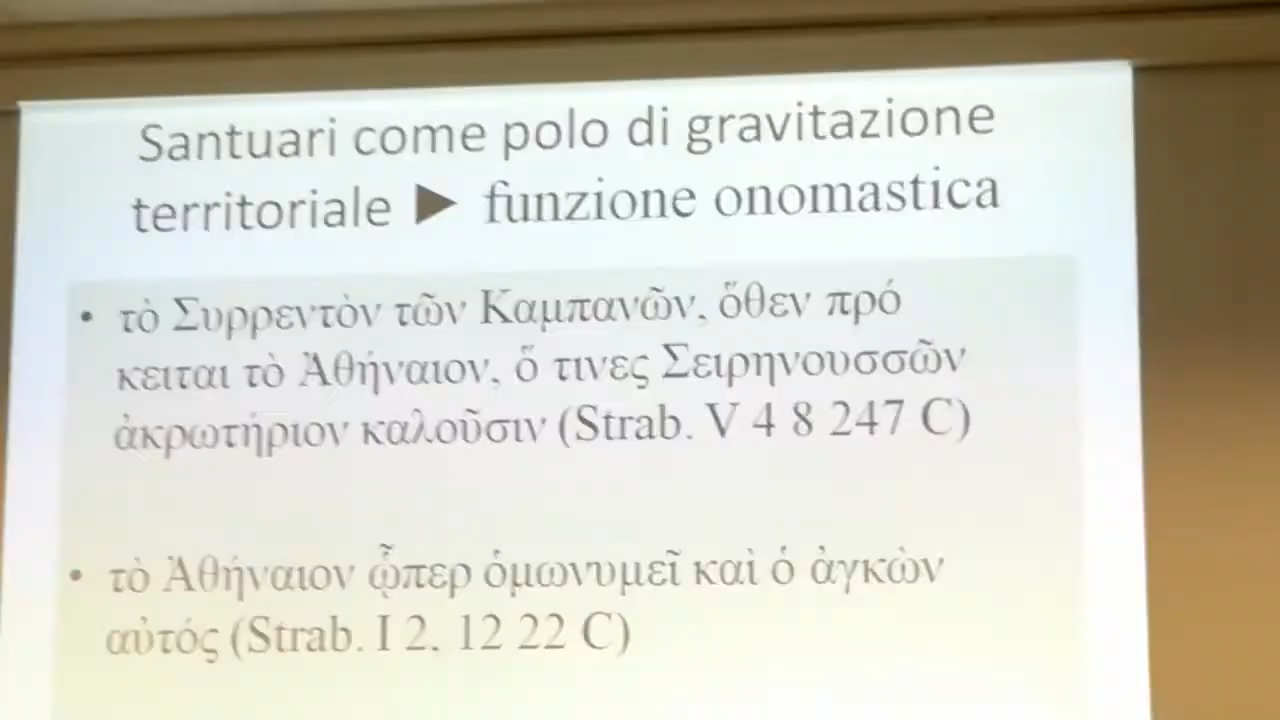 Santuari come polo di gravitazione
territoriale ► funzione onomastica
• τὸ Συρρεντὸν τῶν Καμπανῶν, ὅθεν πρό
κειται τὸ Ἀθήναιον, ὅ τινες Σειρηνουσσῶν
ἀκρωτήριον καλοῦσιν (Strab. V 4 8 247 C)
• τὸ Ἀθήναιον ᾧπερ ὁμωνυμεῖ καὶ ὁ ἀγκὼν
αὐτός (Strab. I 2. 12 22 C)